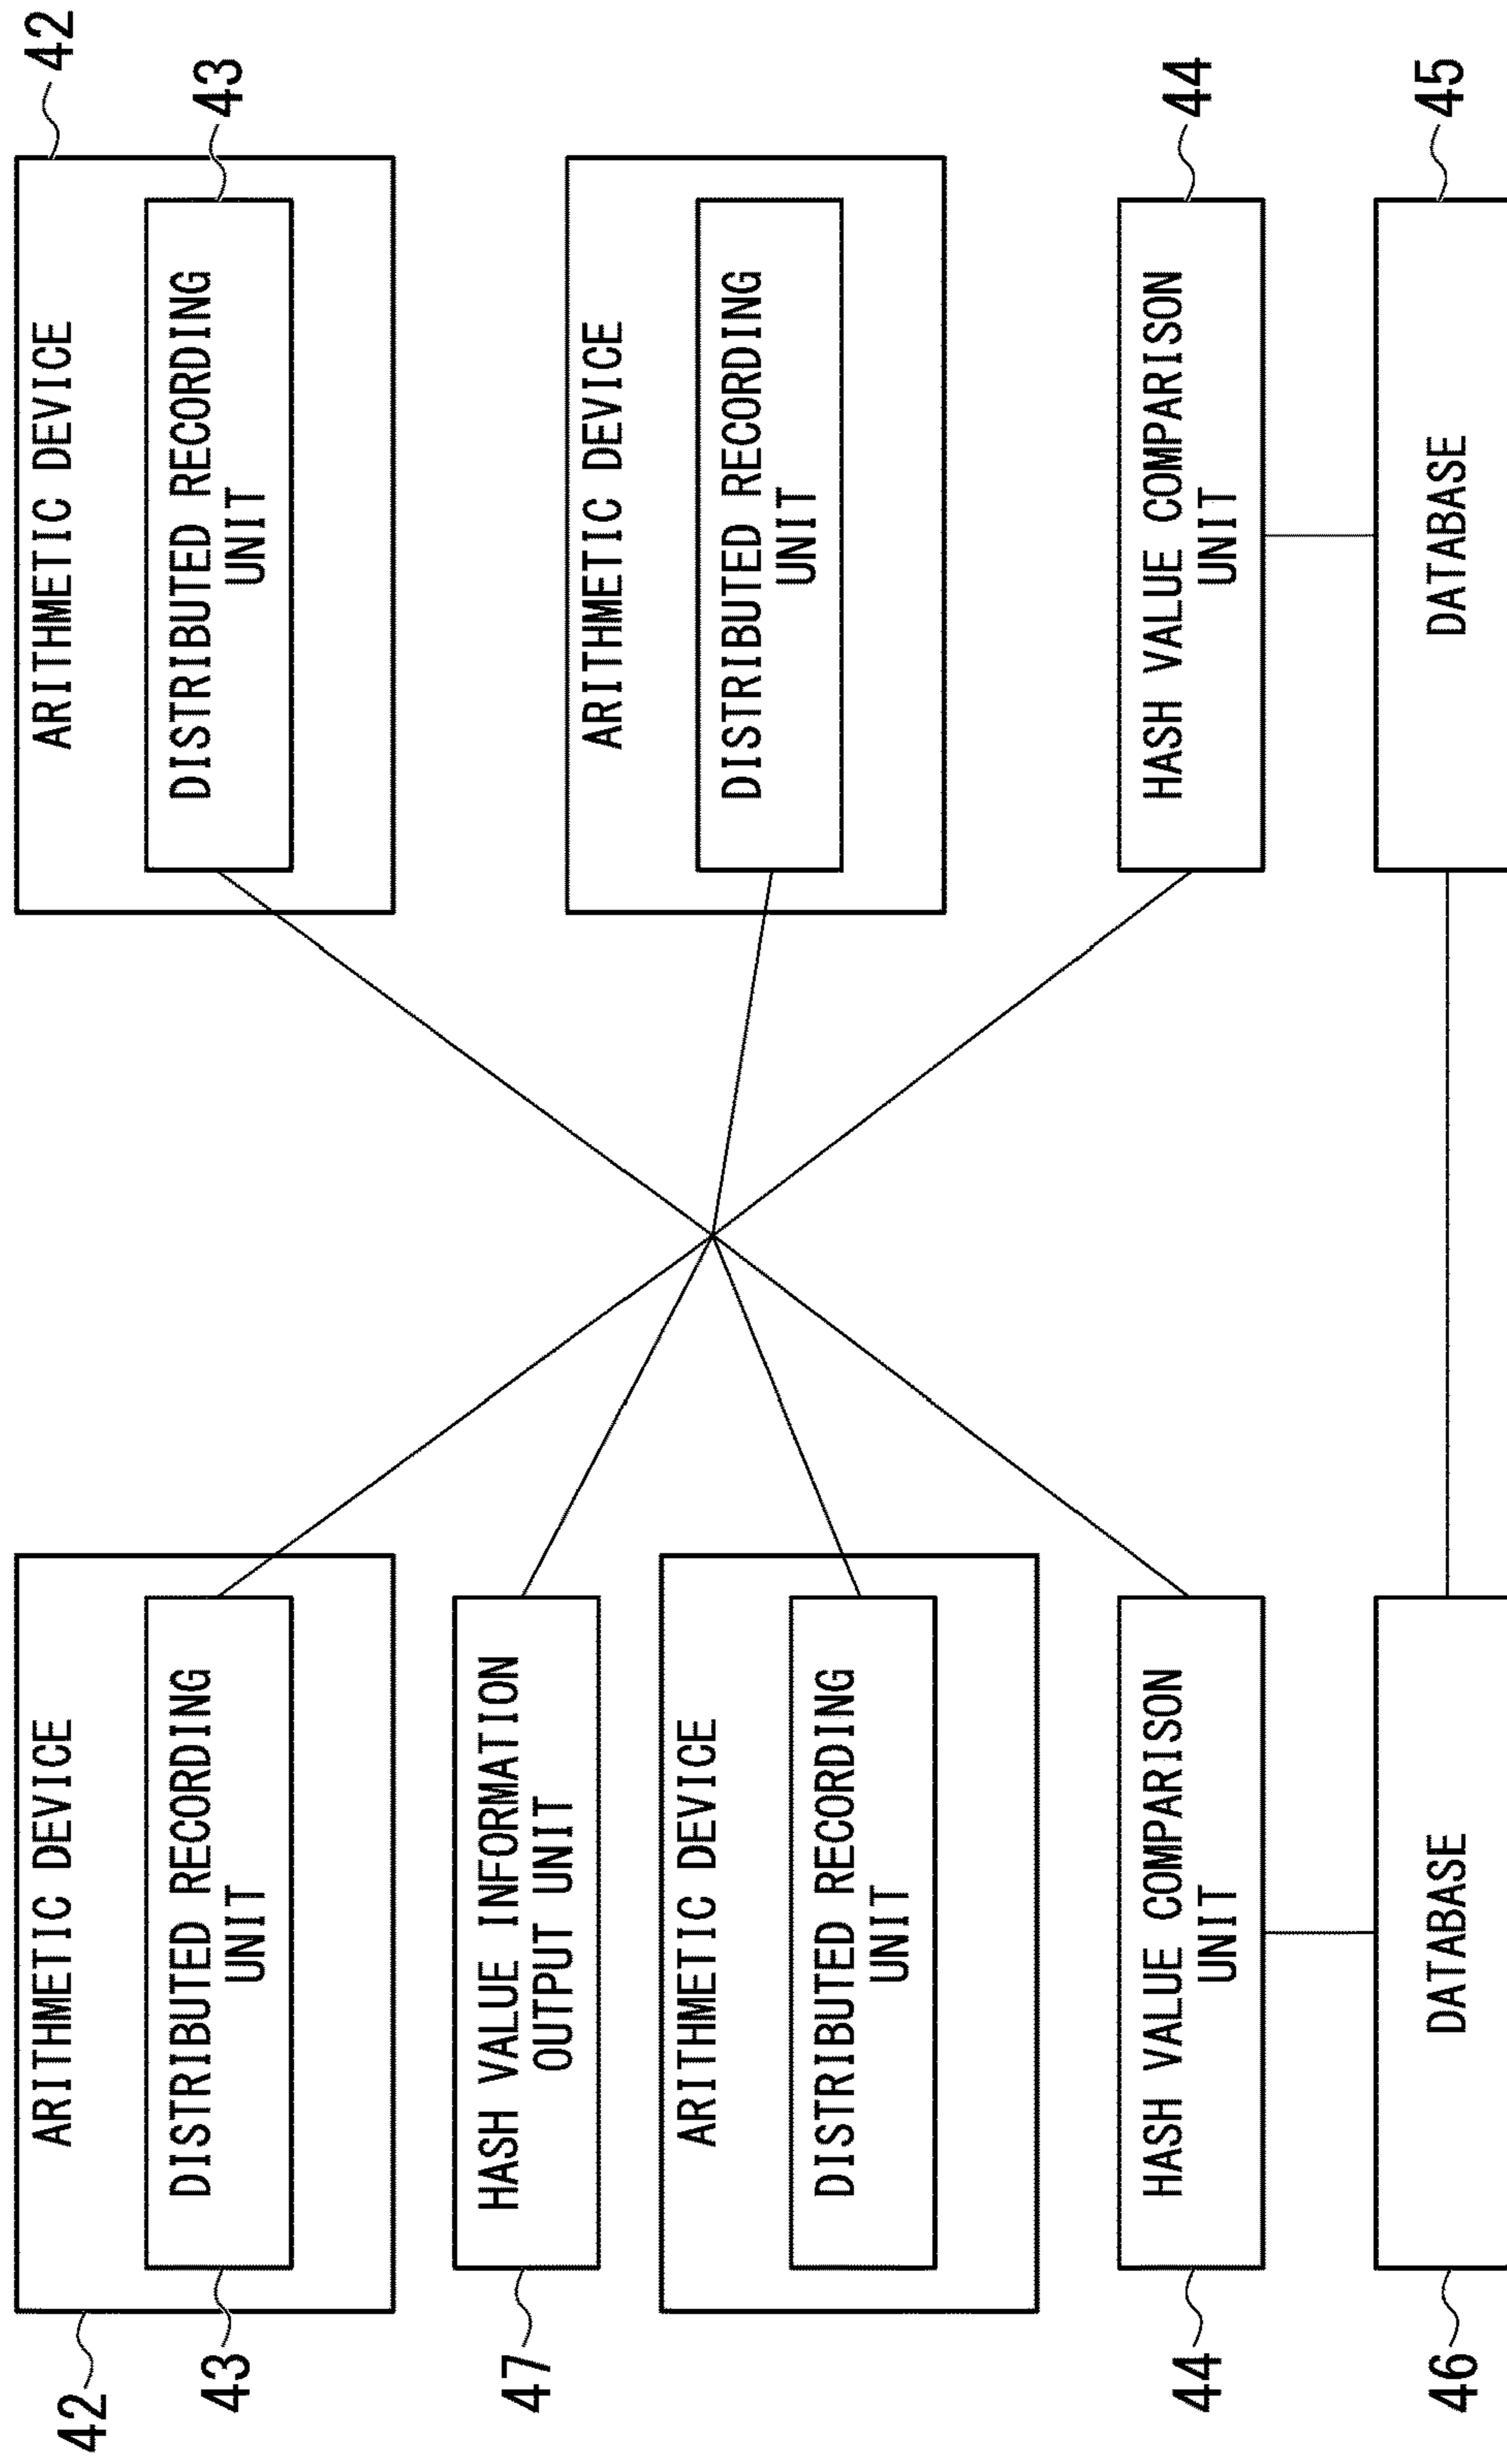 42
ARITHMETIC DEVICE
43
DISTRIBUTED RECORDING
UNIT
47
HASH VALUE INFORMATION
OUTPUT UNIT
ARITHMETIC DEVICE
DISTRIBUTED RECORDING
UNIT
44
HASH VALUE COMPARISON
UNIT
46
DATABASE
42
ARITHMETIC DEVICE
43
DISTRIBUTED RECORDING
UNIT
ARITHMETIC DEVICE
DISTRIBUTED RECORDING
UNIT
44
HASH VALUE COMPARISON
UNIT
45
DATABASE